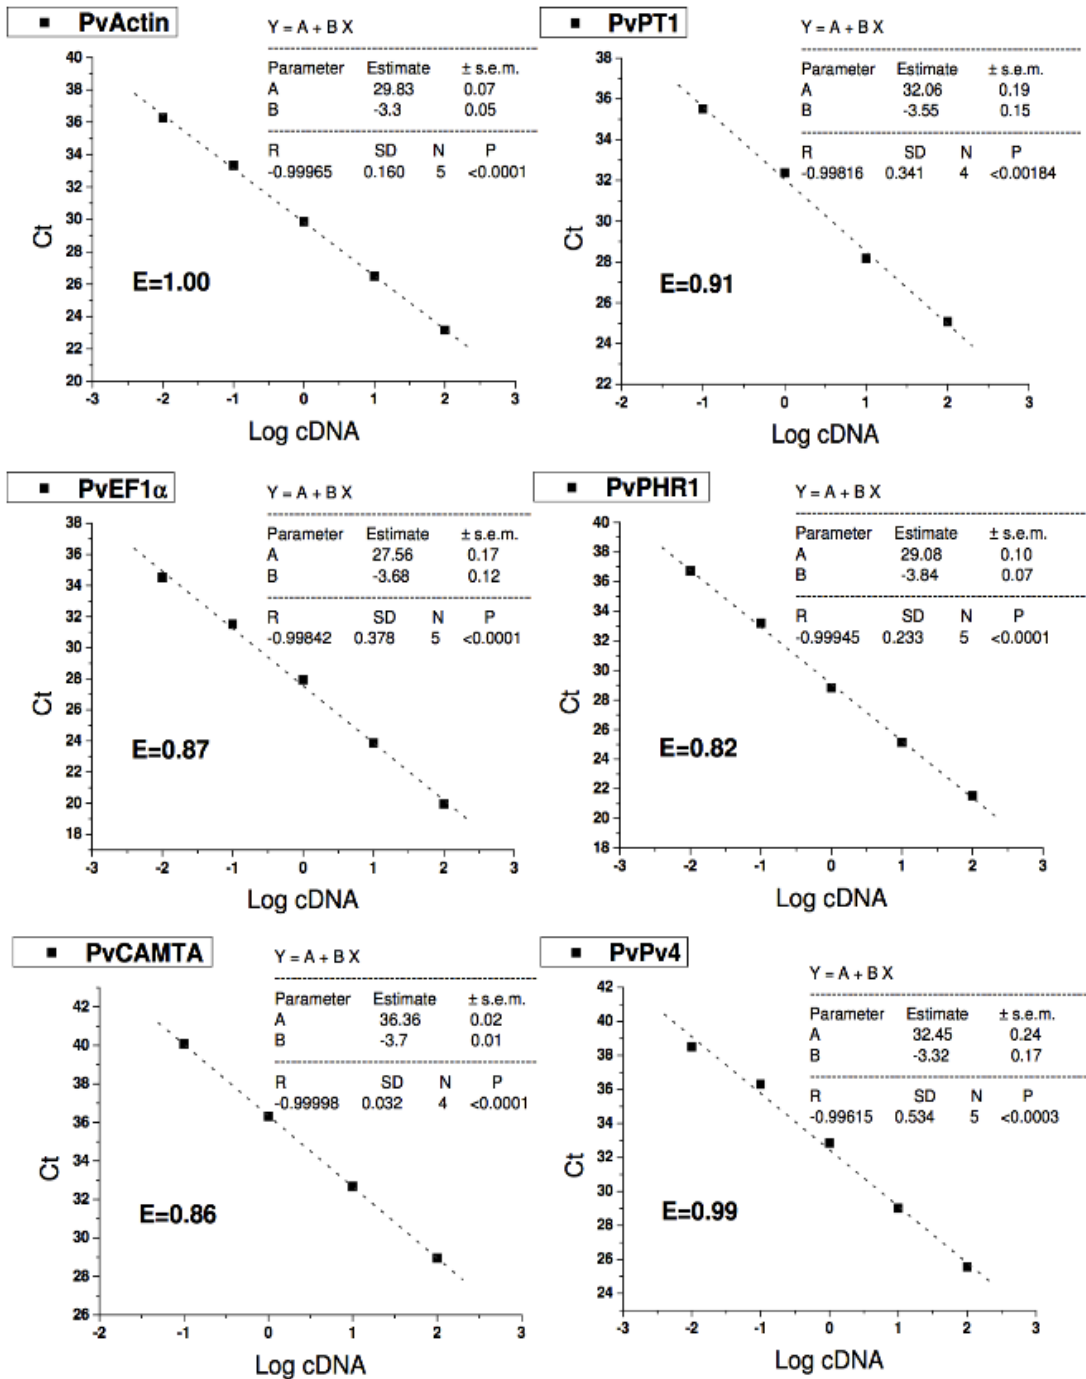 PvActin
Y = A + B X
Parameter Estimate ± s.e.m.
A 29.83 0.07
B -3.3 0.05
R SD N P
-0.99965 0.160 5 <0.0001
E=1.00
Ct
40
38
36
34
32
30
28
26
24
22
20
-3 -2 -1 0 1 2 3
Log cDNA
PvPT1
Y = A + B X
Parameter Estimate ± s.e.m.
A 32.06 0.19
B -3.55 0.15
R SD N P
-0.99816 0.341 4 <0.00184
E=0.91
Ct
38
36
34
32
30
28
26
24
22
-2 -1 0 1 2 3
Log cDNA
PvEF1α
Y = A + B X
Parameter Estimate ± s.e.m.
A 27.56 0.17
B -3.68 0.12
R SD N P
-0.99842 0.378 5 <0.0001
E=0.87
Ct
38
36
34
32
30
28
26
24
22
20
18
-3 -2 -1 0 1 2 3
Log cDNA
PvPHR1
Y = A + B X
Parameter Estimate ± s.e.m.
A 29.08 0.10
B -3.84 0.07
R SD N P
-0.99945 0.233 5 <0.0001
E=0.82
Ct
40
38
36
34
32
30
28
26
24
22
20
18
-3 -2 -1 0 1 2 3
Log cDNA
PvCAMTA
Y = A + B X
Parameter Estimate ± s.e.m.
A 36.36 0.02
B -3.7 0.01
R SD N P
-0.99998 0.032 4 <0.0001
E=0.86
Ct
42
40
38
36
34
32
30
28
26
-2 -1 0 1 2 3
Log cDNA
PvPv4
Y = A + B X
Parameter Estimate ± s.e.m.
A 32.45 0.24
B -3.32 0.17
R SD N P
-0.99615 0.534 5 <0.0003
E=0.99
Ct
42
40
38
36
34
32
30
28
26
24
-3 -2 -1 0 1 2 3
Log cDNA